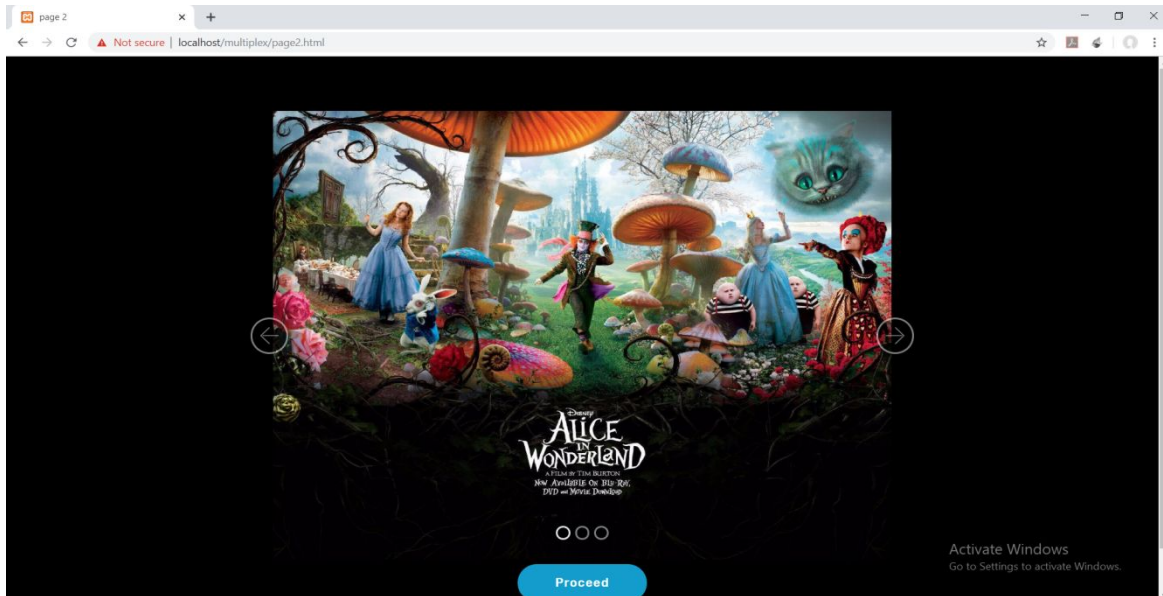 page 2
Not secure | localhost/multiplex/page2.html
Disney
ALICE
IN
WONDERLAND
A FILM BY TIM BURTON
NOW AVAILABLE ON BLU-RAY,
DVD AND MOVIE DOWNLOAD
Proceed
Activate Windows
Go to Settings to activate Windows.